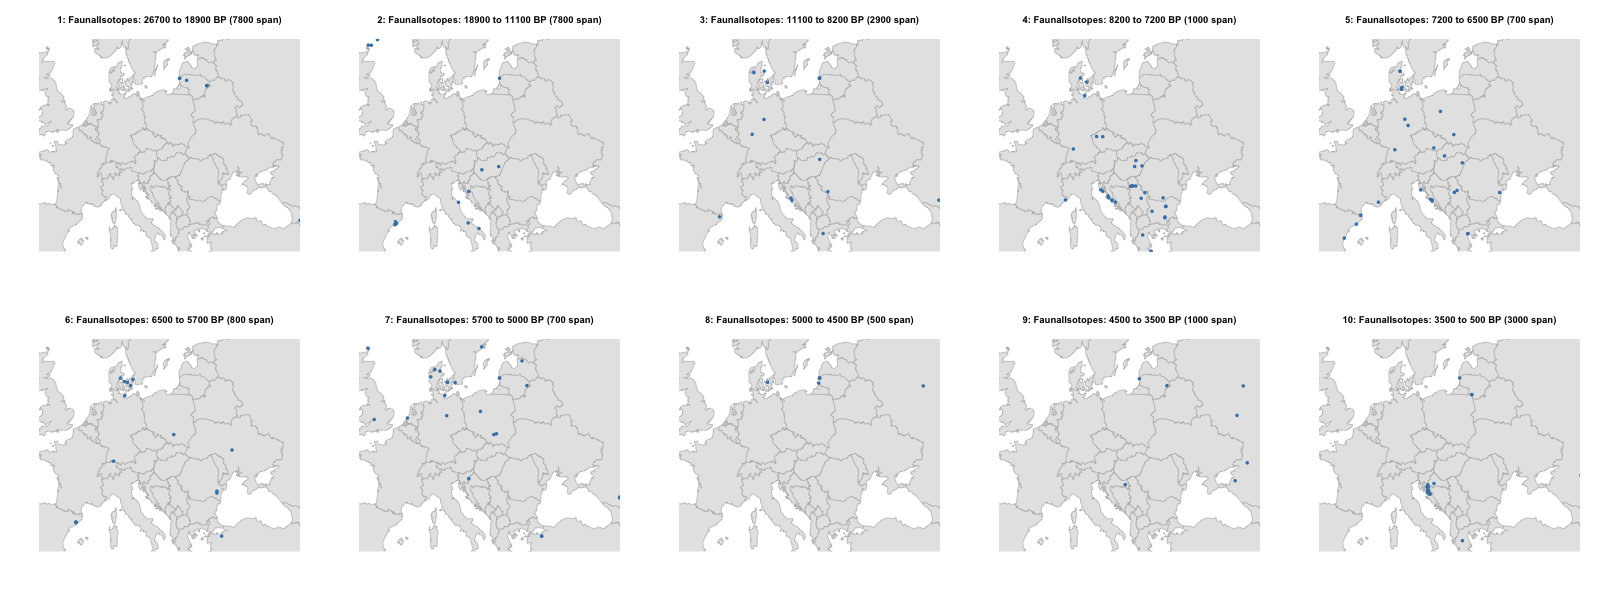 1: FaunalIsotopes: 26700 to 18900 BP (7800 span)
2: FaunalIsotopes: 18900 to 11100 BP (7800 span)
3: FaunalIsotopes: 11100 to 8200 BP (2900 span)
4: FaunalIsotopes: 8200 to 7200 BP (1000 span)
5: FaunalIsotopes: 7200 to 6500 BP (700 span)
6: FaunalIsotopes: 6500 to 5700 BP (800 span)
7: FaunalIsotopes: 5700 to 5000 BP (700 span)
8: FaunalIsotopes: 5000 to 4500 BP (500 span)
9: FaunalIsotopes: 4500 to 3500 BP (1000 span)
10: FaunalIsotopes: 3500 to 500 BP (3000 span)